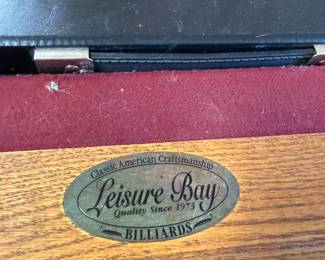 Classic American Craftsmanship
Leisure Bay
Quality Since 1973
BILLIARDS